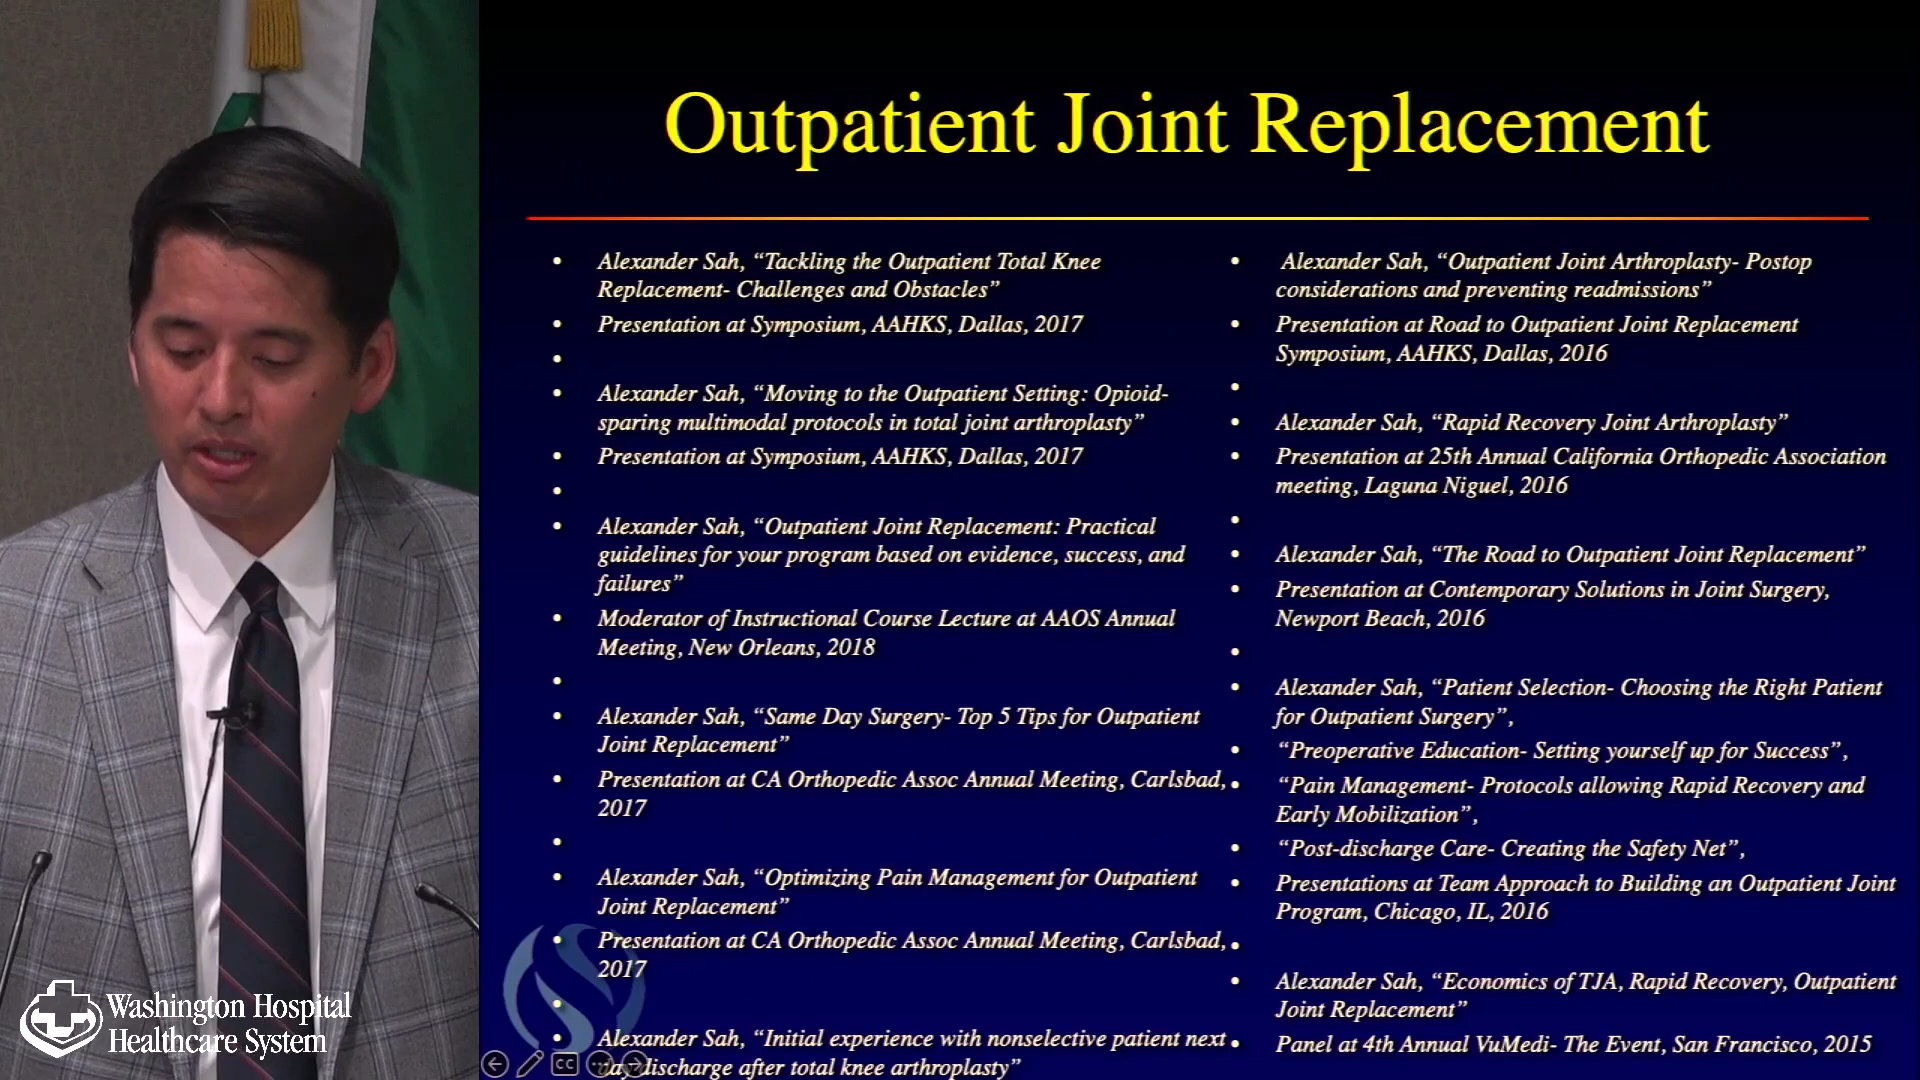 Outpatient Joint Replacement
• Alexander Sah, “Tackling the Outpatient Total Knee
Replacement- Challenges and Obstacles”
• Presentation at Symposium, AAHKS, Dallas, 2017
•
• Alexander Sah, “Moving to the Outpatient Setting: Opioid-
sparing multimodal protocols in total joint arthroplasty”
• Presentation at Symposium, AAHKS, Dallas, 2017
•
• Alexander Sah, “Outpatient Joint Replacement: Practical
guidelines for your program based on evidence, success, and
failures”
• Moderator of Instructional Course Lecture at AAOS Annual
Meeting, New Orleans, 2018
•
• Alexander Sah, “Same Day Surgery- Top 5 Tips for Outpatient
Joint Replacement”
• Presentation at CA Orthopedic Assoc Annual Meeting, Carlsbad,
2017
•
• Alexander Sah, “Optimizing Pain Management for Outpatient
Joint Replacement”
• Presentation at CA Orthopedic Assoc Annual Meeting, Carlsbad,
2017
•
• Alexander Sah, “Initial experience with nonselective patient next
day discharge after total knee arthroplasty”
• Alexander Sah, “Outpatient Joint Arthroplasty- Postop
considerations and preventing readmissions”
• Presentation at Road to Outpatient Joint Replacement
Symposium, AAHKS, Dallas, 2016
•
• Alexander Sah, “Rapid Recovery Joint Arthroplasty”
• Presentation at 25th Annual California Orthopedic Association
meeting, Laguna Niguel, 2016
•
• Alexander Sah, “The Road to Outpatient Joint Replacement”
• Presentation at Contemporary Solutions in Joint Surgery,
Newport Beach, 2016
•
• Alexander Sah, “Patient Selection- Choosing the Right Patient
for Outpatient Surgery”,
• “Preoperative Education- Setting yourself up for Success”,
• “Pain Management- Protocols allowing Rapid Recovery and
Early Mobilization”,
• “Post-discharge Care- Creating the Safety Net”,
• Presentations at Team Approach to Building an Outpatient Joint
Program, Chicago, IL, 2016
•
• Alexander Sah, “Economics of TJA, Rapid Recovery, Outpatient
Joint Replacement”
• Panel at 4th Annual VuMedi- The Event, San Francisco, 2015
CC
Washington Hospital
Healthcare System